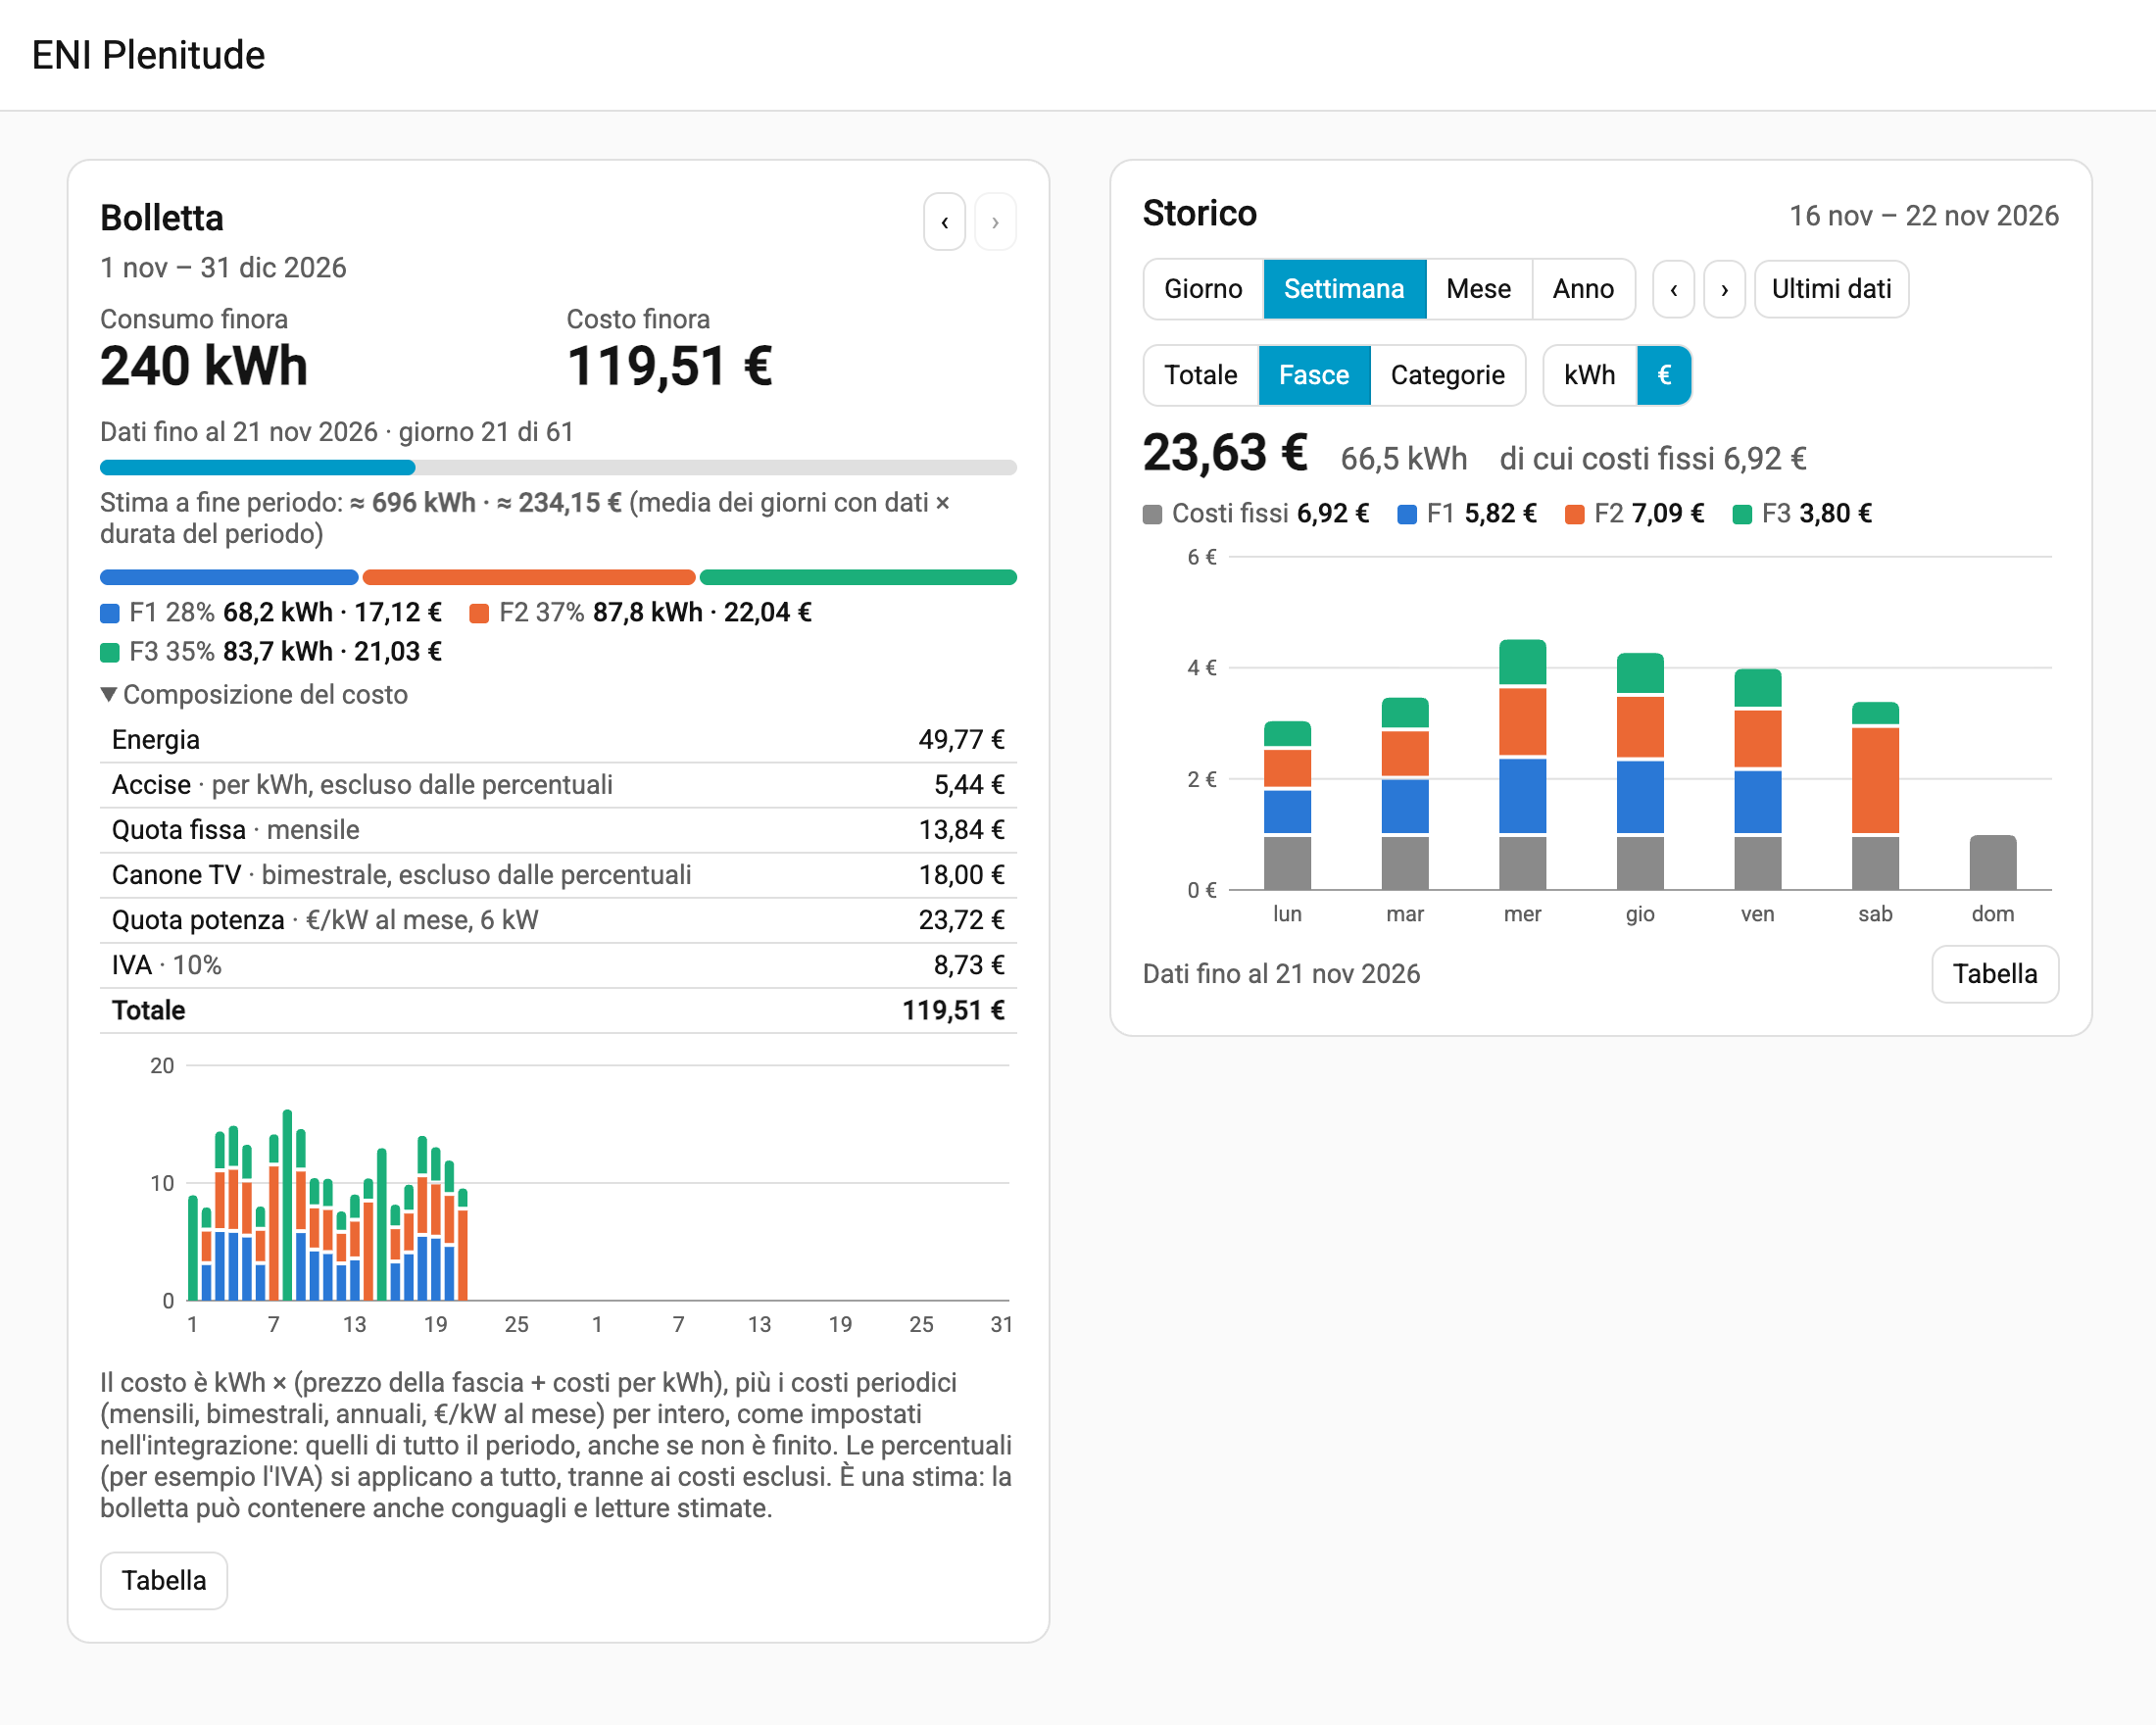 ENI Plenitude
Bolletta
‹ ›
1 nov – 31 dic 2026
Consumo finora
240 kWh
Costo finora
119,51 €
Dati fino al 21 nov 2026 · giorno 21 di 61
Stima a fine periodo: ≈ 696 kWh · ≈ 234,15 € (media dei giorni con dati ×
durata del periodo)
F1 28% 68,2 kWh · 17,12 € F2 37% 87,8 kWh · 22,04 €
F3 35% 83,7 kWh · 21,03 €
▼ Composizione del costo
Energia 49,77 €
Accise · per kWh, escluso dalle percentuali 5,44 €
Quota fissa · mensile 13,84 €
Canone TV · bimestrale, escluso dalle percentuali 18,00 €
Quota potenza · €/kW al mese, 6 kW 23,72 €
IVA · 10% 8,73 €
Totale 119,51 €
20
10
0
1 7 13 19 25 1 7 13 19 25 31
Il costo è kWh × (prezzo della fascia + costi per kWh), più i costi periodici
(mensili, bimestrali, annuali, €/kW al mese) per intero, come impostati
nell'integrazione: quelli di tutto il periodo, anche se non è finito. Le percentuali
(per esempio l'IVA) si applicano a tutto, tranne ai costi esclusi. È una stima: la
bolletta può contenere anche conguagli e letture stimate.
Tabella
Storico
16 nov – 22 nov 2026
Giorno Settimana Mese Anno ‹ › Ultimi dati
Totale Fasce Categorie kWh €
23,63 € 66,5 kWh di cui costi fissi 6,92 €
Costi fissi 6,92 € F1 5,82 € F2 7,09 € F3 3,80 €
6 €
4 €
2 €
0 €
lun mar mer gio ven sab dom
Dati fino al 21 nov 2026
Tabella